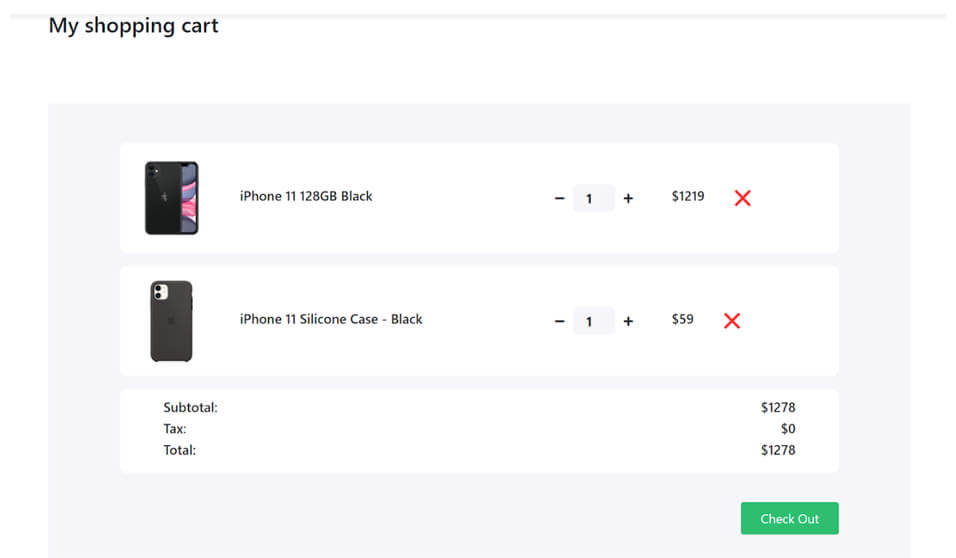 My shopping cart
iPhone 11 128GB Black − 1 + $1219
iPhone 11 Silicone Case - Black − 1 + $59
Subtotal: $1278
Tax: $0
Total: $1278
Check Out